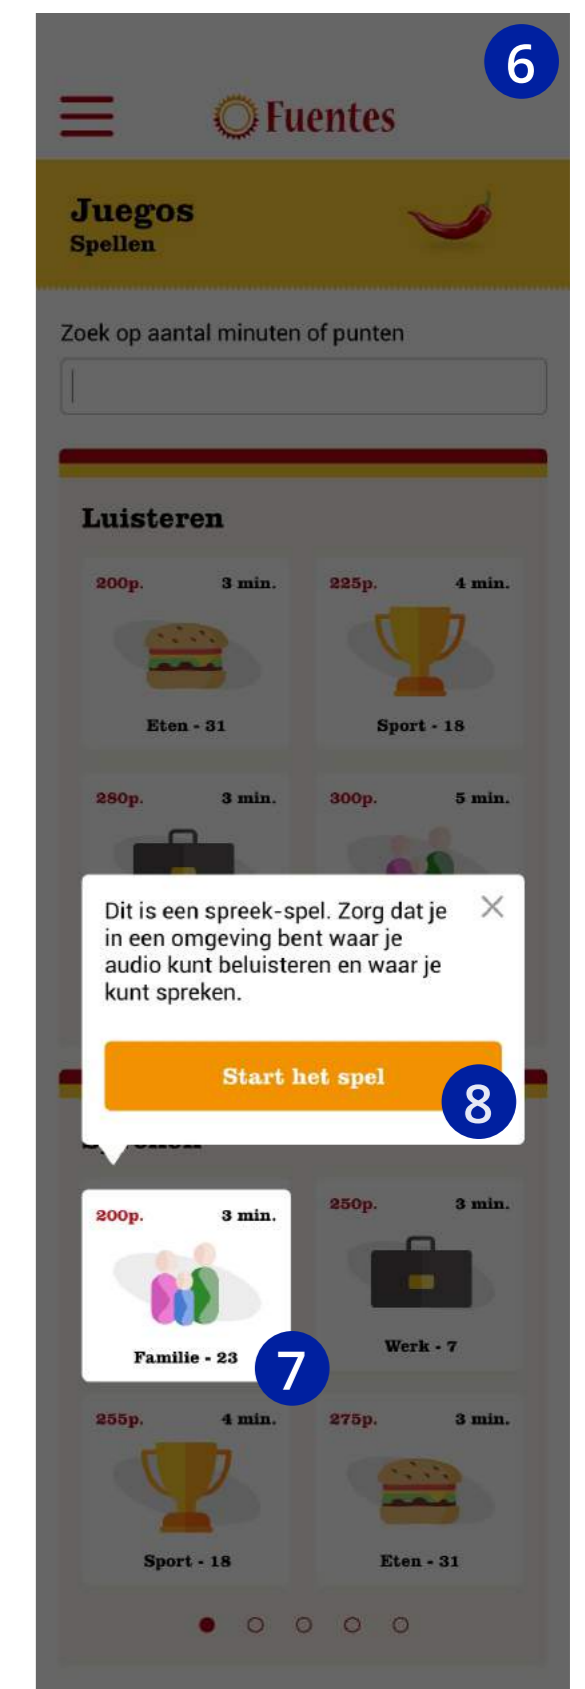 6
Fuentes
Juegos
Spellen
Zoek op aantal minuten of punten
Luisteren
200p. 3 min.
Eten - 31
225p. 4 min.
Sport - 18
280p. 3 min.
300p. 5 min.
Dit is een spreek-spel. Zorg dat je
in een omgeving bent waar je
audio kunt beluisteren en waar je
kunt spreken.
Start het spel
8
200p. 3 min.
Familie - 23
7
250p. 3 min.
Werk - 7
255p. 4 min.
Sport - 18
275p. 3 min.
Eten - 31